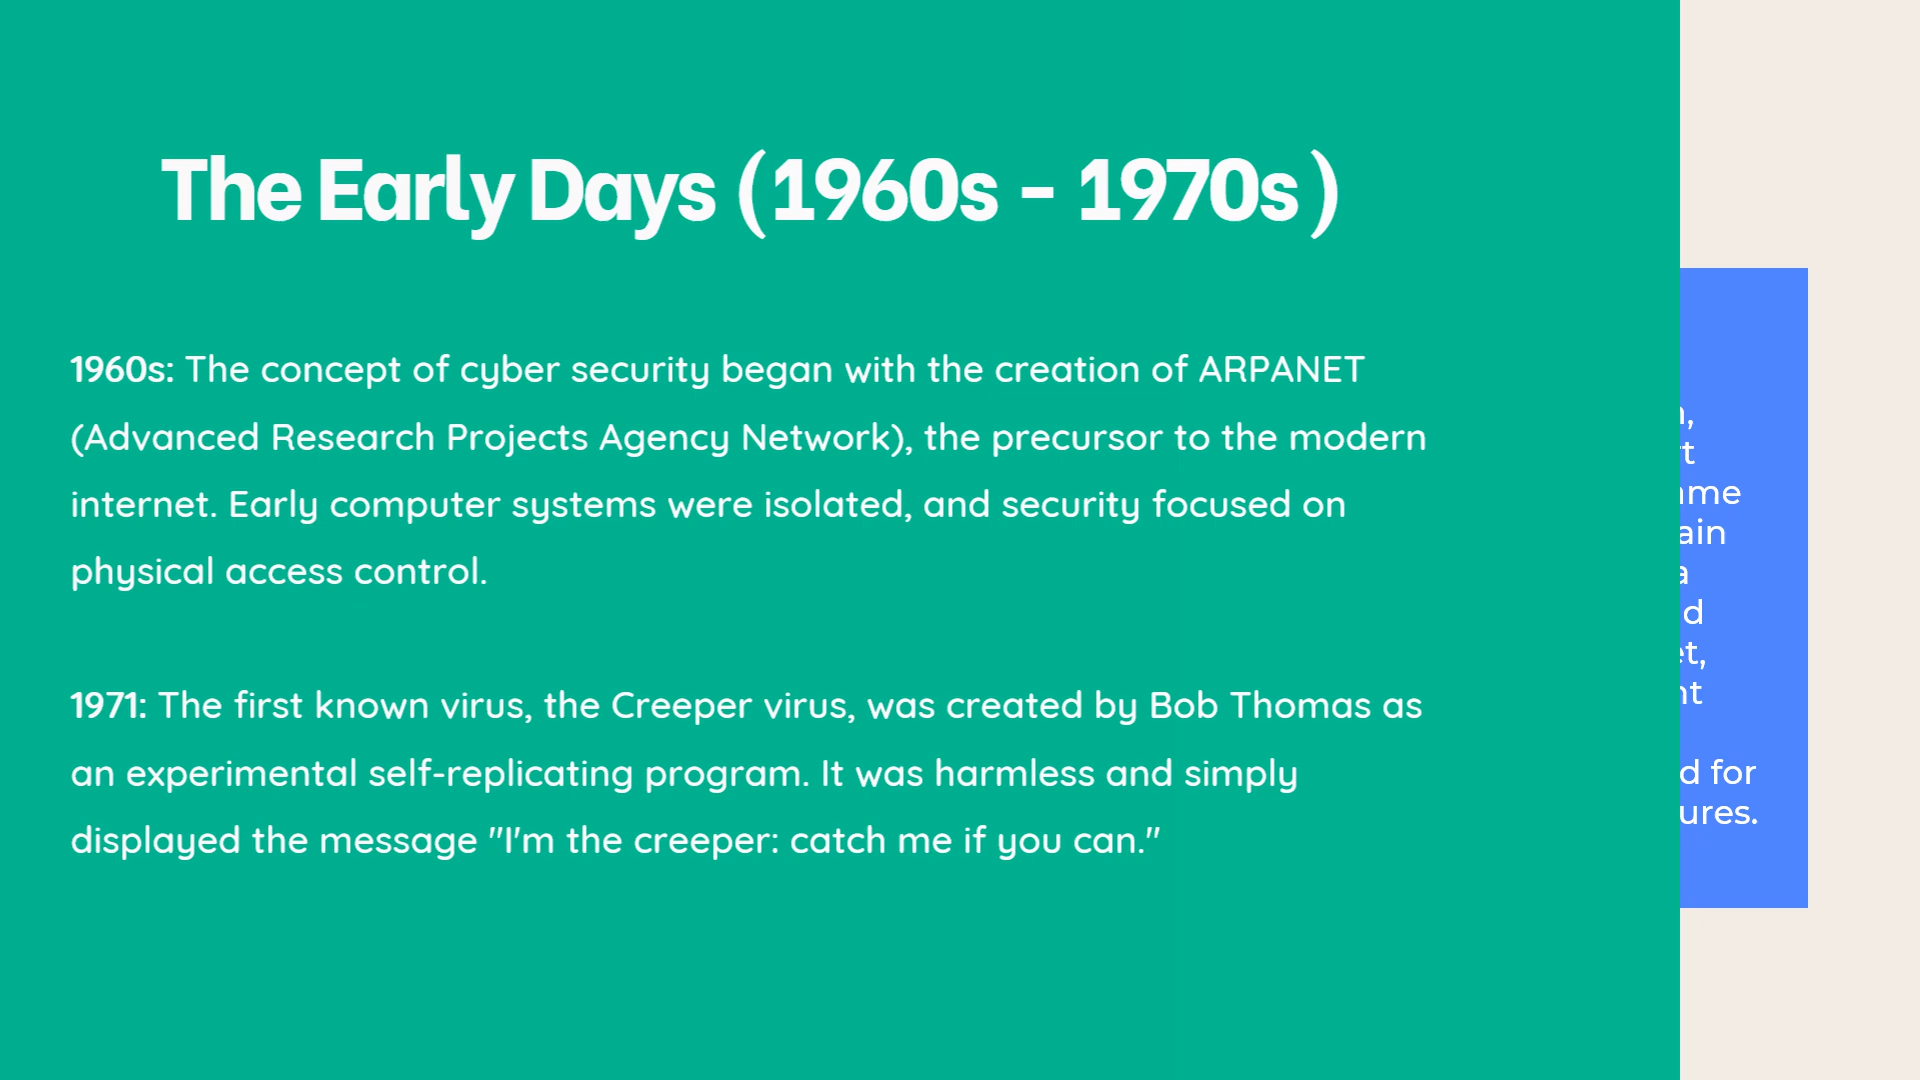 The Early Days (1960s - 1970s)
1960s: The concept of cyber security began with the creation of ARPANET
(Advanced Research Projects Agency Network), the precursor to the modern
internet. Early computer systems were isolated, and security focused on
physical access control.
1971: The first known virus, the Creeper virus, was created by Bob Thomas as
an experimental self-replicating program. It was harmless and simply
displayed the message "I'm the creeper: catch me if you can."
for